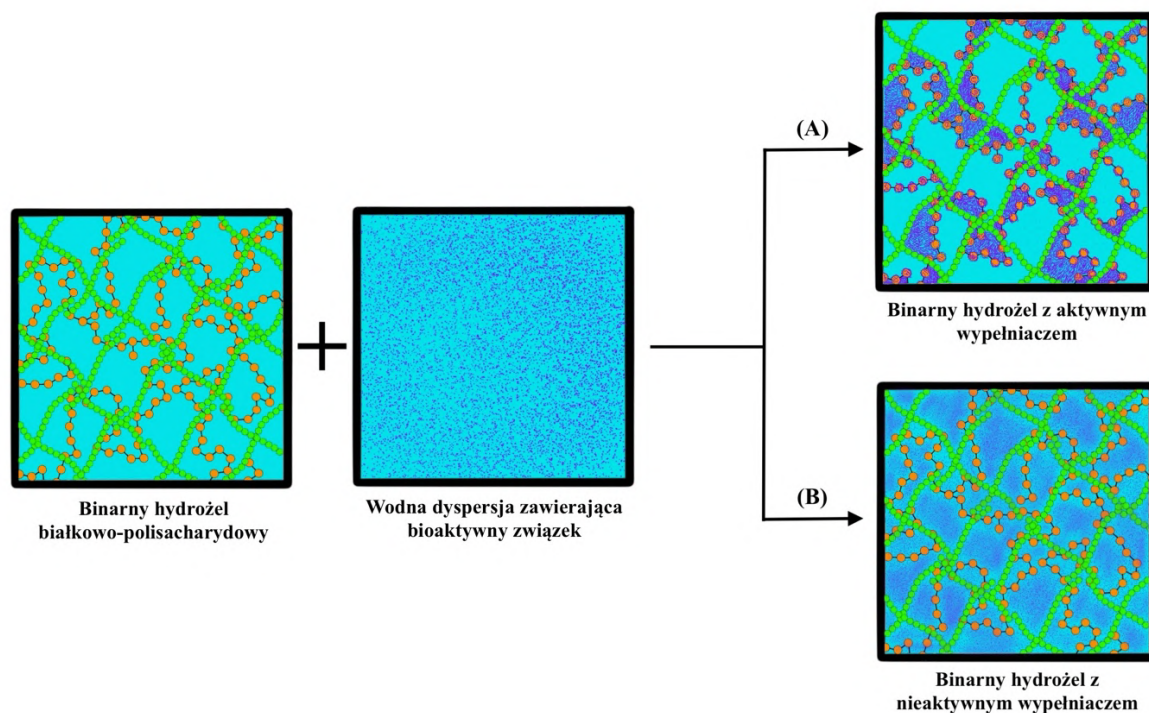 (A)
Binarny hydrożel z aktywnym
wypełniaczem
Binarny hydrożel
białkowo-polisacharydowy
+
Wodna dyspersja zawierająca
bioaktywny związek
(B)
Binarny hydrożel z
nieaktywnym wypełniaczem